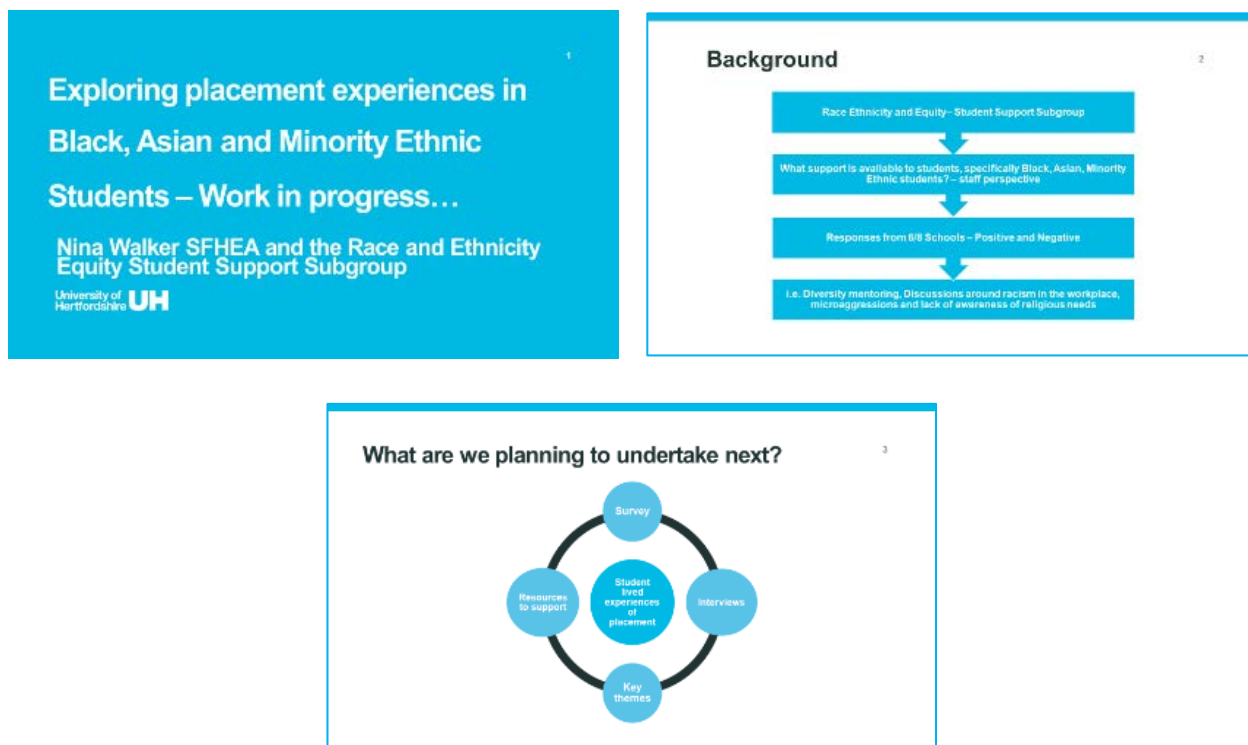 1
Exploring placement experiences in
Black, Asian and Minority Ethnic
Students – Work in progress…
Nina Walker SFHEA and the Race and Ethnicity
Equity Student Support Subgroup
University of
Hertfordshire UH
Background
2
Race Ethnicity and Equity– Student Support Subgroup
What support is available to students, specifically Black, Asian, Minority
Ethnic students? – staff perspective
Responses from 8/8 Schools – Positive and Negative
i.e. Diversity mentoring, Discussions around racism in the workplace,
microaggressions and lack of awareness of religious needs
What are we planning to undertake next?
3
Survey
Resources
to support
Student
lived
experiences
of
placement
Interviews
Key
themes